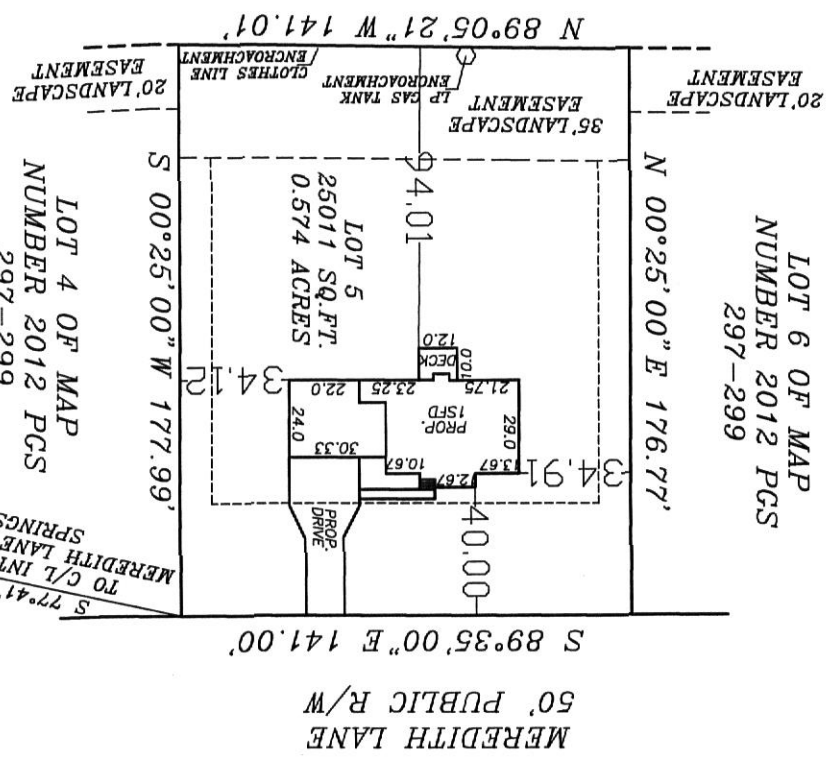 N 89°05'21" W 141.01'
20' LANDSCAPE
EASEMENT
CLOTHES LINE
ENCROACHMENT
LP GAS TANK
ENCROACHMENT
35' LANDSCAPE
EASEMENT
20' LANDSCAPE
EASEMENT
LOT 4 OF MAP
NUMBER 2012 PGS
297-299
S 00°25'00" W 177.99'
LOT 5
25011 SQ.FT.
0.574 ACRES
94.01
N 00°25'00" E 176.77'
LOT 6 OF MAP
NUMBER 2012 PGS
297-299
12.0
DECK
10.0
34.12
22.0
23.25
21.75
24.0
PROP.
1SFD
29.0
30.33
10.67
12.67
13.67
34.91
PROP.
DRIVE
40.00
S 77°41'
TO C/L INT
MEREDITH LANE
SPRINGS
S 89°35'00" E 141.00'
MEREDITH LANE
50' PUBLIC R/W